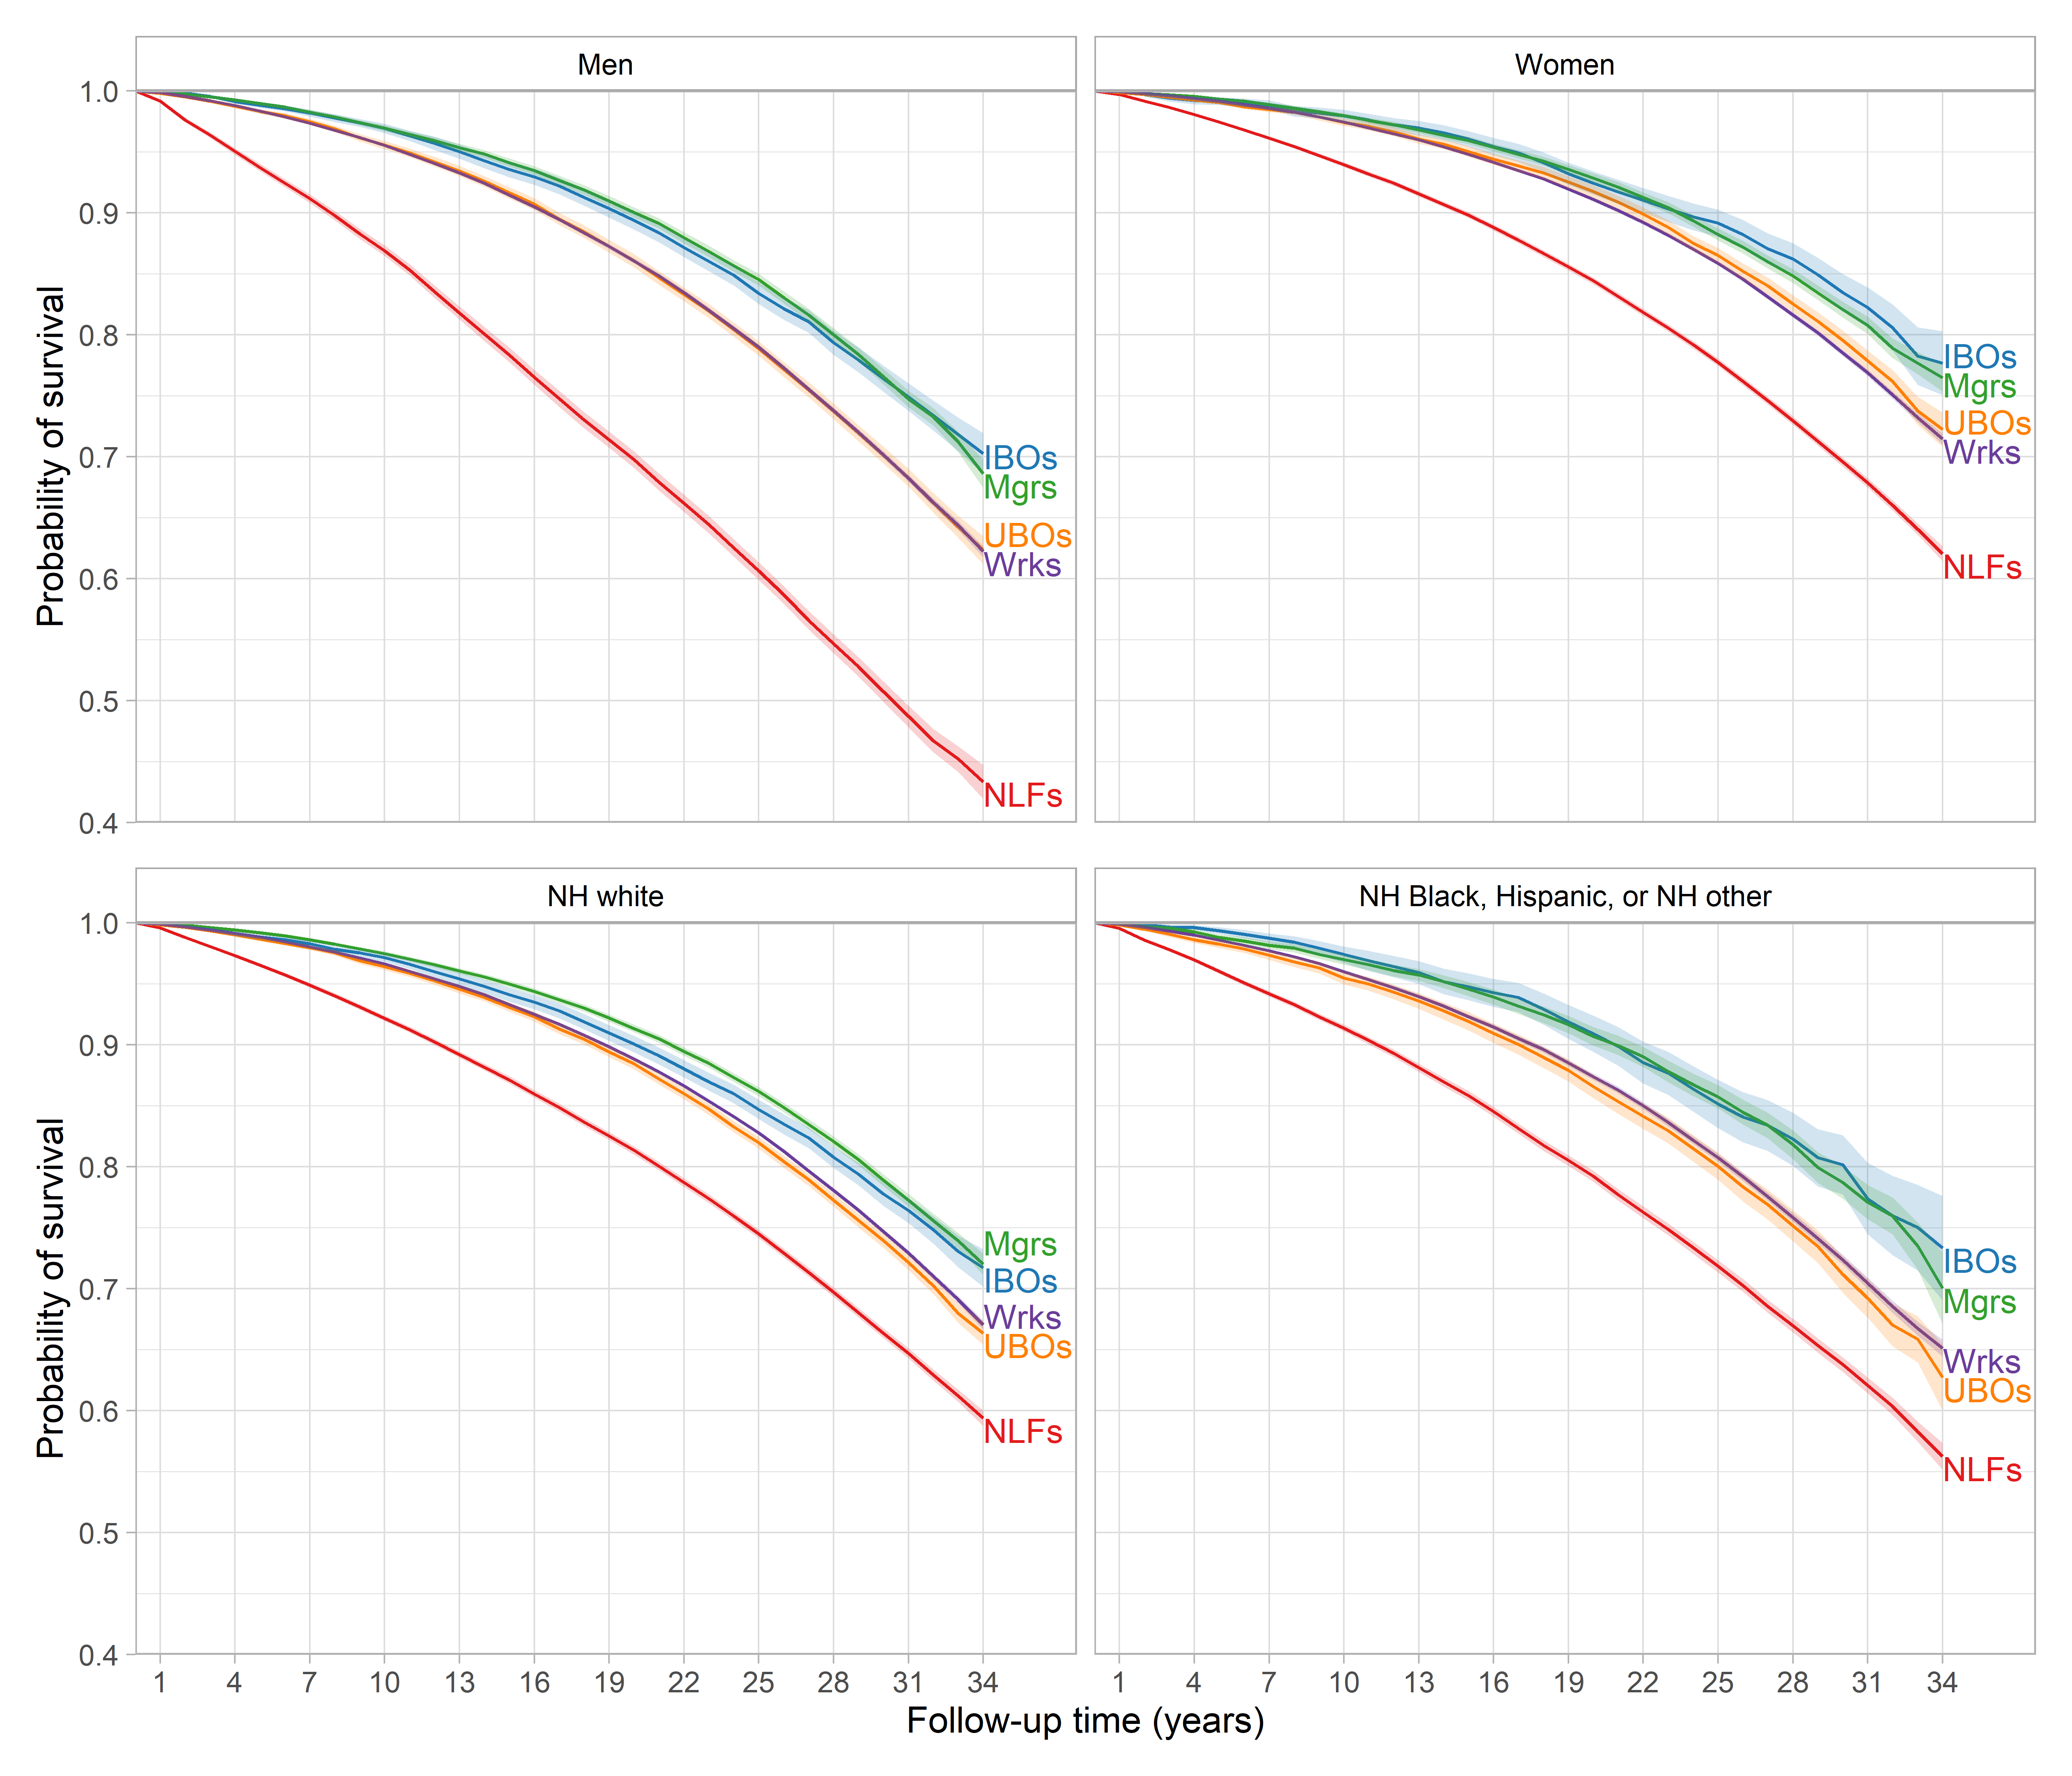 Men
Women
Probability of survival
1.0
0.9
0.8
0.7
0.6
0.5
0.4
IBOs
Mgrs
UBOs
Wrks
NLFs
IBOs
Mgrs
UBOs
Wrks
NLFs
NH white
NH Black, Hispanic, or NH other
Probability of survival
1.0
0.9
0.8
0.7
0.6
0.5
0.4
Mgrs
IBOs
Wrks
UBOs
NLFs
IBOs
Mgrs
Wrks
UBOs
NLFs
1 4 7 10 13 16 19 22 25 28 31 34
1 4 7 10 13 16 19 22 25 28 31 34
Follow-up time (years)